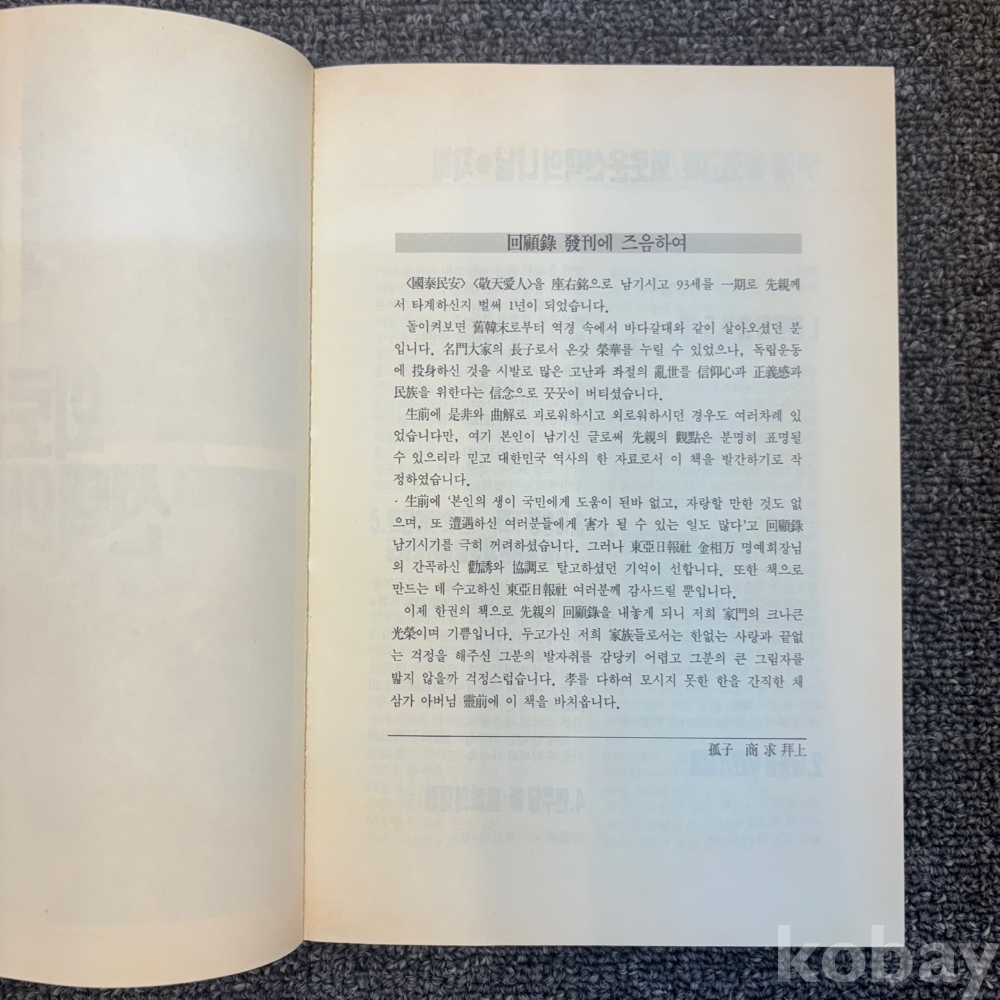 回顧錄 發刊에 즈음하여
〈國泰民安〉〈敬天愛人〉을 座右銘으로 남기시고 93세를 一期로 先親께
서 타계하신지 벌써 1년이 되었습니다.
돌이켜보면 舊韓末로부터 역경 속에서 바다갈대와 같이 살아오셨던 분
입니다. 名門大家의 長子로서 온갖 榮華를 누릴 수 있었으나, 독립운동
에 投身하신 것을 시발로 많은 고난과 좌절의 亂世를 信仰心과 正義感과
民族을 위한다는 信念으로 꿋꿋이 버티셨습니다.
生前에 是非와 曲解로 괴로워하시고 외로워하시던 경우도 여러차례 있
었습니다만, 여기 본인이 남기신 글로써 先親의 觀點은 분명히 표명될
수 있으리라 믿고 대한민국 역사의 한 자료로서 이 책을 발간하기로 작
정하였습니다.
生前에 '본인의 생이 국민에게 도움이 된바 없고, 자랑할 만한 것도 없
으며, 또 遭遇하신 여러분들에게 害가 될 수 있는 일도 많다'고 回顧錄
남기시기를 극히 꺼려하셨습니다. 그러나 東亞日報社 金相万 명예회장님
의 간곡하신 勸誘와 協調로 탈고하셨던 기억이 선합니다. 또한 책으로
만드는 데 수고하신 東亞日報社 여러분께 감사드릴 뿐입니다.
이제 한권의 책으로 先親의 回顧錄을 내놓게 되니 저희 家門의 크나큰
光榮이며 기쁨입니다. 두고가신 저희 家族들로서는 한없는 사랑과 끝없
는 걱정을 해주신 그분의 발자취를 감당키 어렵고 그분의 큰 그림자를
밟지 않을까 걱정스럽습니다. 孝를 다하여 모시지 못한 한을 간직한 채
삼가 아버님 靈前에 이 책을 바치옵니다.
孤子 商求 拜上
kobay